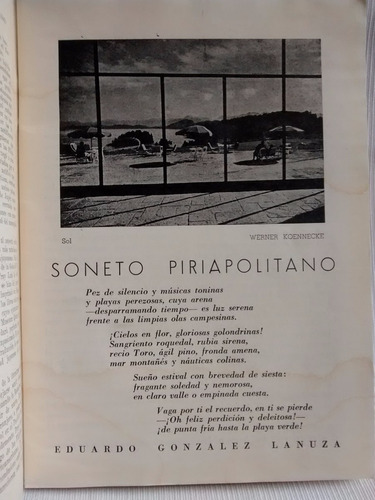 Sol
WERNER KOENNECKE
SONETO PIRIAPOLITANO
Pez de silencio y músicas toninas
y playas perezosas, cuya arena
—desparramando tiempo— es luz serena
frente a las limpias olas campesinas.
¡Cielos en flor, gloriosas golondrinas!
Sangriento roquedal, rubia sirena,
recio Toro, ágil pino, fronda amena,
mar montañés y náuticas colinas.
Sueño estival con brevedad de siesta:
fragante soledad y nemorosa,
en claro valle o empinada cuesta.
Vaga por ti el recuerdo, en ti se pierde
—¡Oh feliz perdición y deleitosa!—
¡de punta fría hasta la playa verde!
EDUARDO GONZALEZ LANUZA